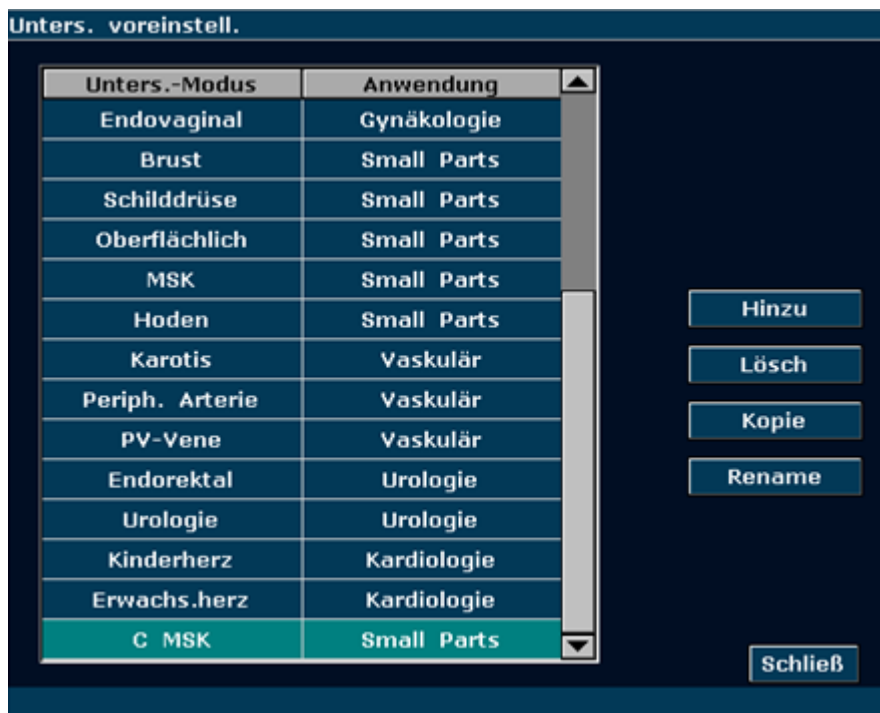 Unters. voreinstell.
Unters.-Modus Anwendung
Endovaginal Gynäkologie
Brust Small Parts
Schilddrüse Small Parts
Oberflächlich Small Parts
MSK Small Parts
Hoden Small Parts
Karotis Vaskulär
Periph. Arterie Vaskulär
PV-Vene Vaskulär
Endorektal Urologie
Urologie Urologie
Kinderherz Kardiologie
Erwachs.herz Kardiologie
C MSK Small Parts
Hinzu
Lösch
Kopie
Rename
Schließ